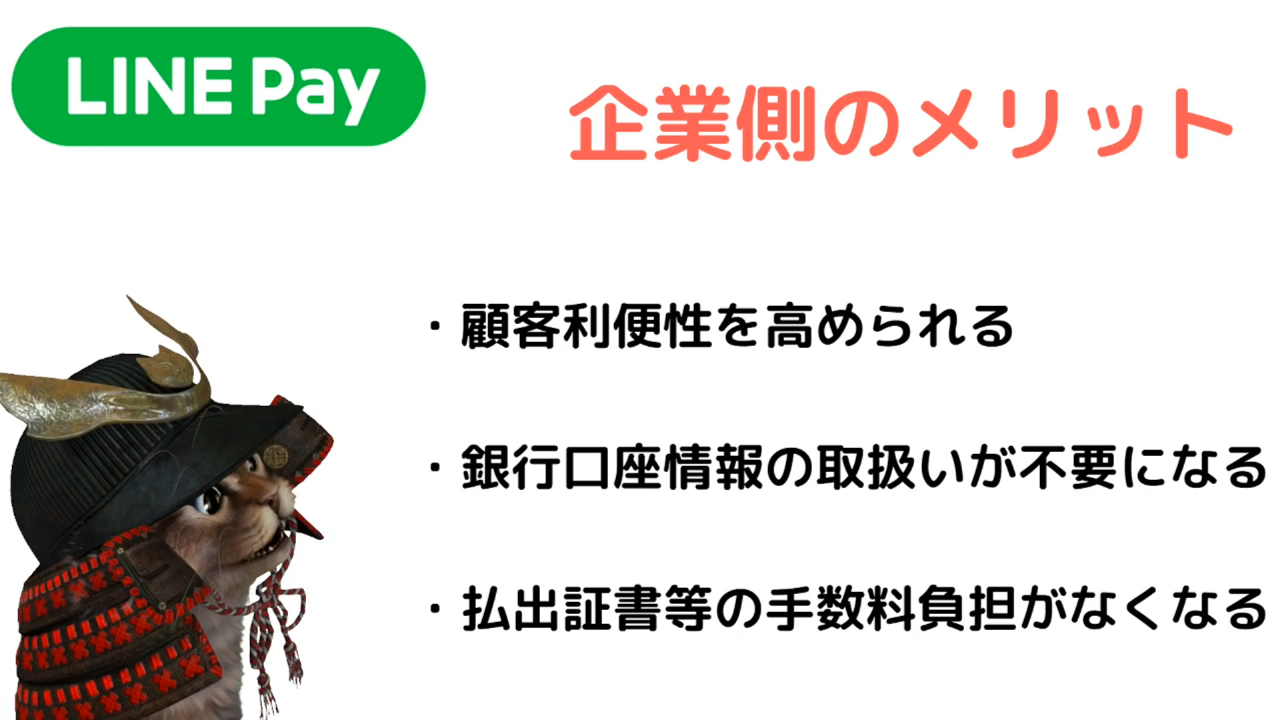 LINE Pay
企業側のメリット
・顧客利便性を高められる
・銀行口座情報の取扱いが不要になる
・払出証書等の手数料負担がなくなる